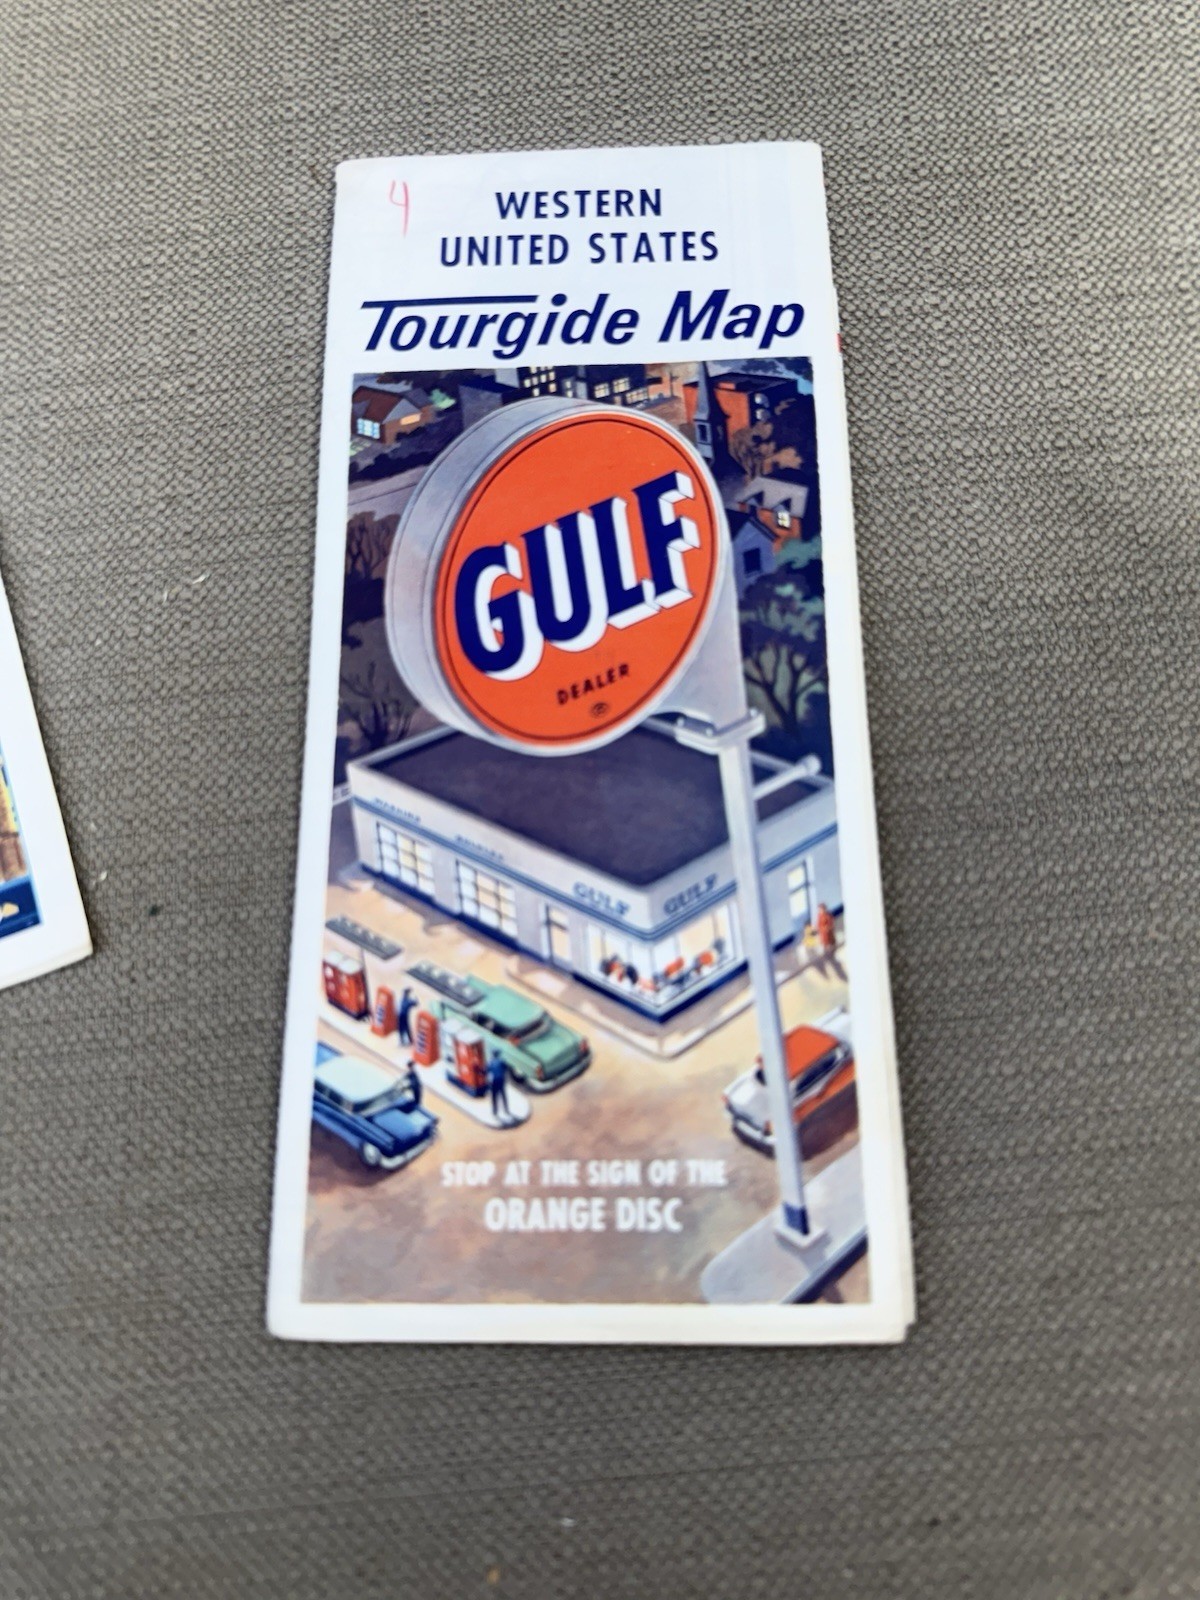 4
WESTERN
UNITED STATES
Tourgide Map
GULF
DEALER
GULF GULF
STOP AT THE SIGN OF THE
ORANGE DISC